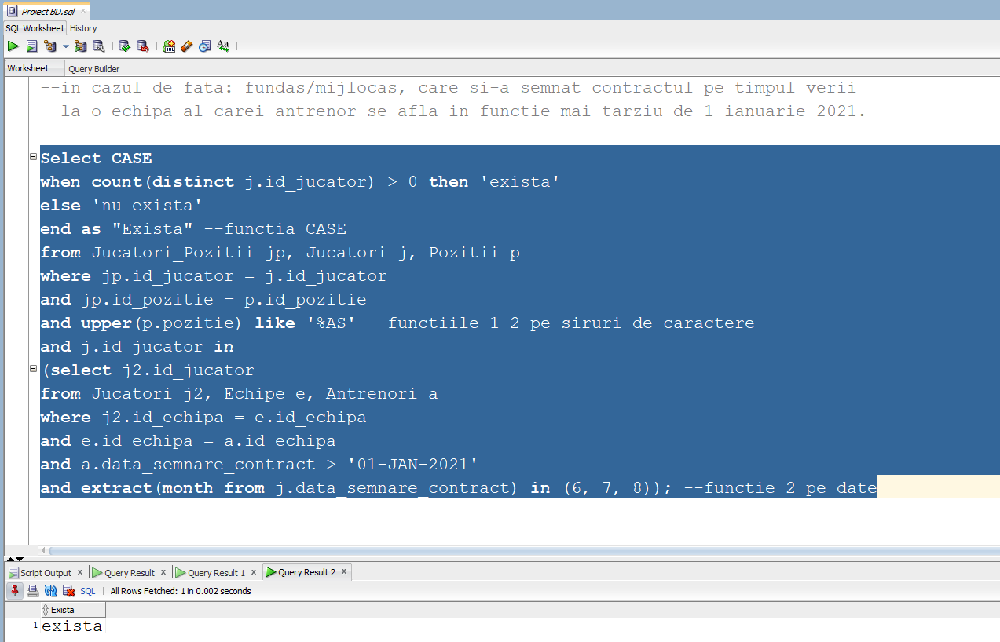 Proiect BD.sql
SQL Worksheet History
Worksheet Query Builder
--in cazul de fata: fundas/mijlocas, care si-a semnat contractul pe timpul verii
--la o echipa al carei antrenor se afla in functie mai tarziu de 1 ianuarie 2021.
Select CASE
when count(distinct j.id_jucator) > 0 then 'exista'
else 'nu exista'
end as "Exista" --functia CASE
from Jucatori_Pozitii jp, Jucatori j, Pozitii p
where jp.id_jucator = j.id_jucator
and jp.id_pozitie = p.id_pozitie
and upper(p.pozitie) like '%AS' --functiile 1-2 pe siruri de caractere
and j.id_jucator in
(select j2.id_jucator
from Jucatori j2, Echipe e, Antrenori a
where j2.id_echipa = e.id_echipa
and e.id_echipa = a.id_echipa
and a.data_semnare_contract > '01-JAN-2021'
and extract(month from j.data_semnare_contract) in (6, 7, 8)); --functie 2 pe date
Script Output x Query Result x Query Result 1 x Query Result 2 x
SQL | All Rows Fetched: 1 in 0.002 seconds
Exista
1 exista